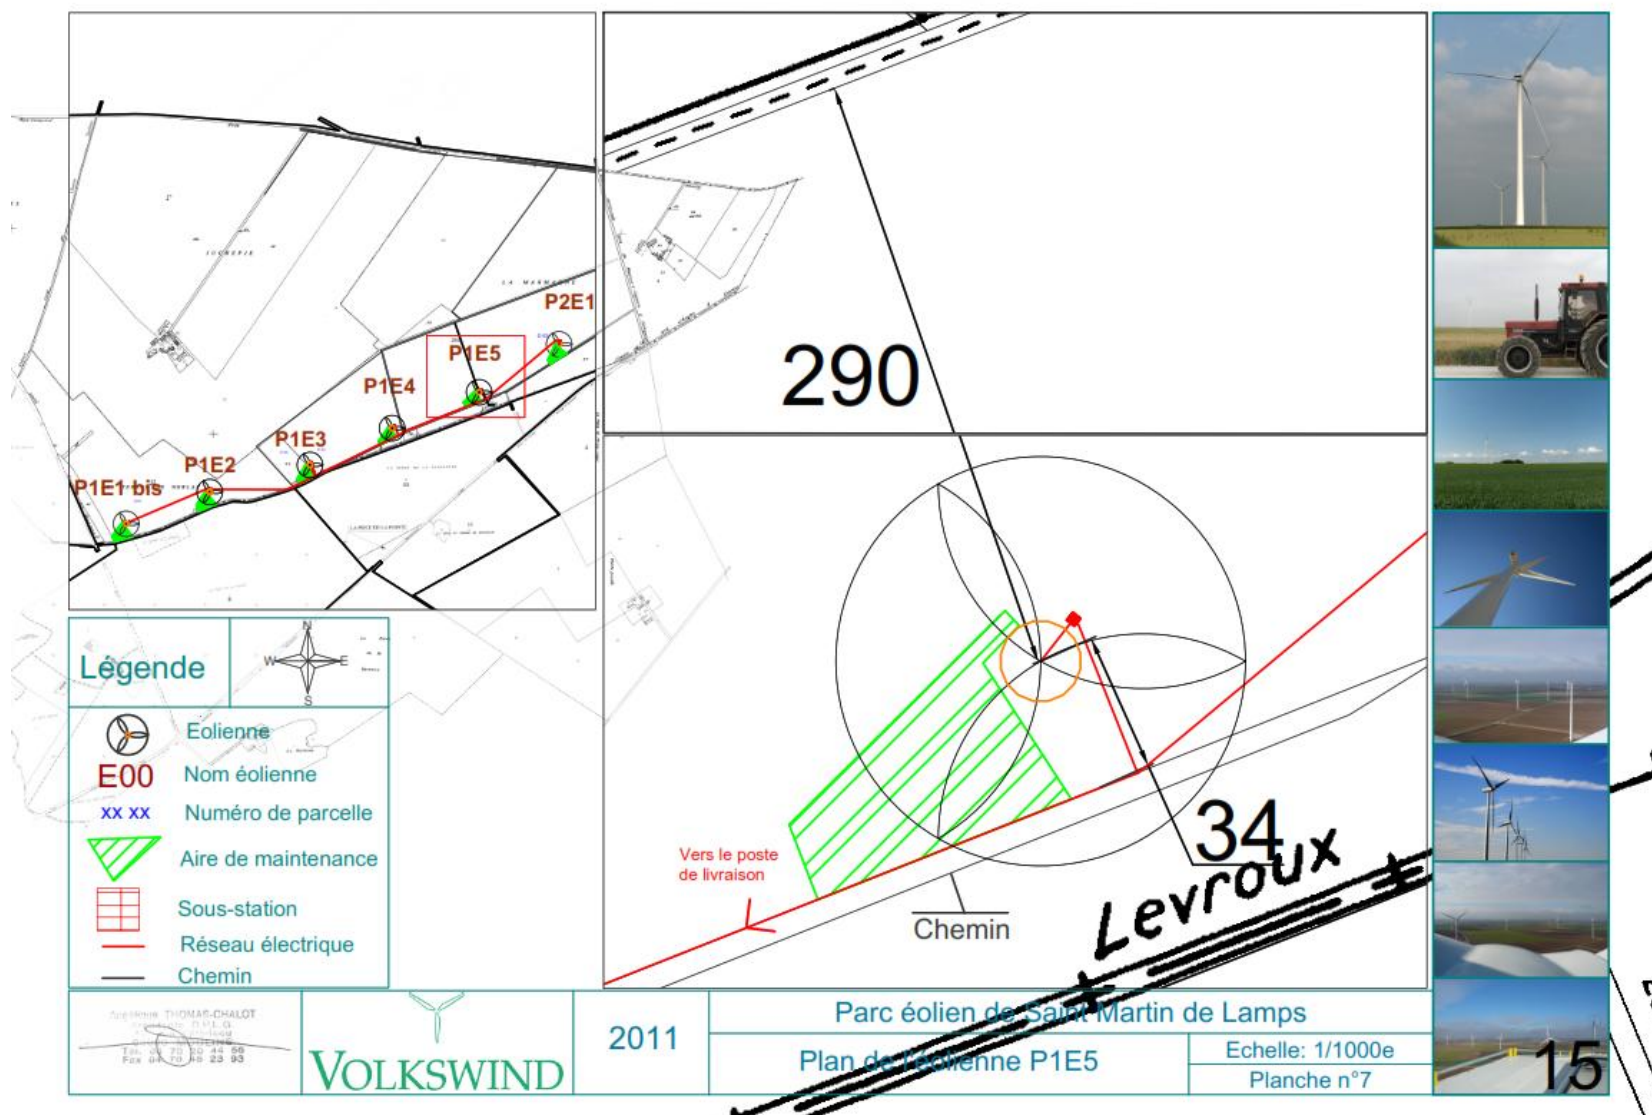 P2E1
P1E5
P1E4
P1E3
P1E2
P1E1 bis
290
34
Levroux
Vers le poste
de livraison
Chemin
Légende
N
W E
S
Eolienne
E00 Nom éolienne
xx xx Numéro de parcelle
Aire de maintenance
Sous-station
Réseau électrique
Chemin
THOMAS-CHALOT
VOLKSWIND
2011
Parc éolien de Saint Martin de Lamps
Plan de l'éolienne P1E5
Echelle: 1/1000e
Planche n°7
15